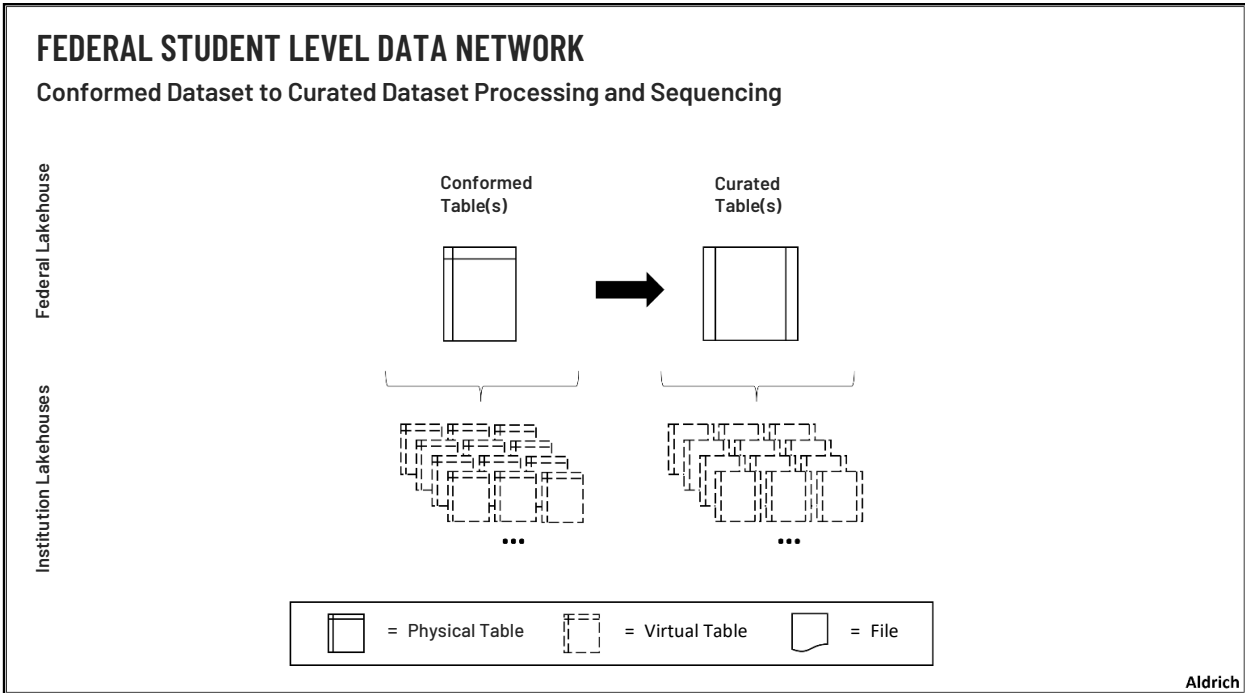 FEDERAL STUDENT LEVEL DATA NETWORK
Conformed Dataset to Curated Dataset Processing and Sequencing
Federal Lakehouse
Conformed
Table(s)
Curated
Table(s)
Institution Lakehouses
...
...
= Physical Table
= Virtual Table
= File
Aldrich